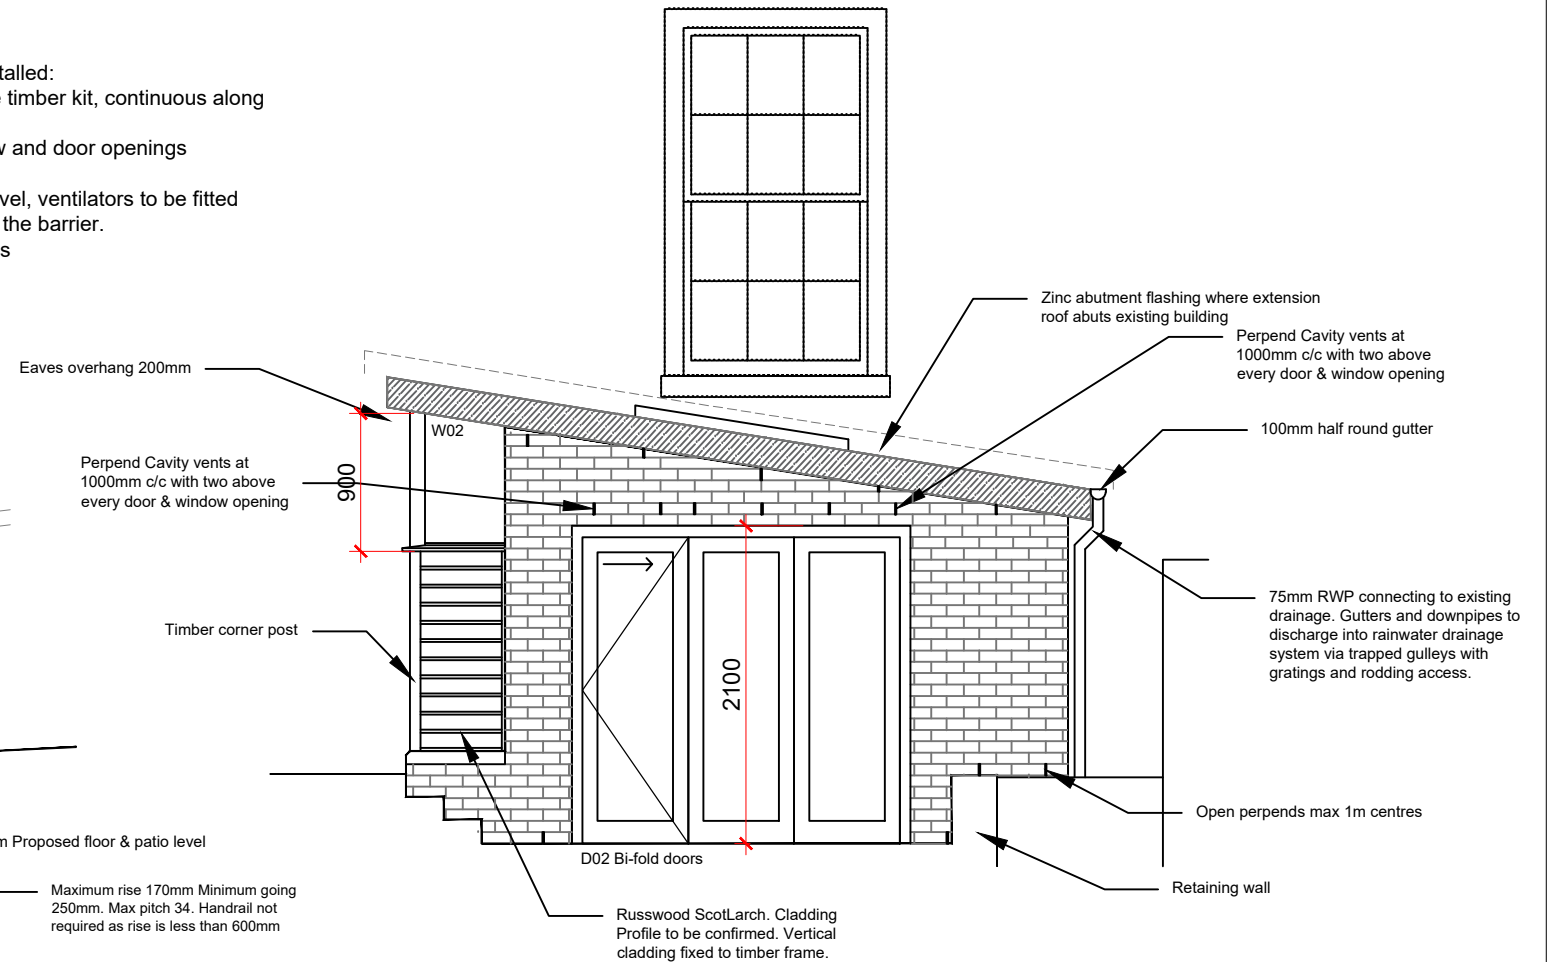 talled:
timber kit, continuous along
and door openings
vel, ventilators to be fitted
the barrier.
s
Zinc abutment flashing where extension
roof abuts existing building
Perpend Cavity vents at
1000mm c/c with two above
every door & window opening
Eaves overhang 200mm
100mm half round gutter
W02
Perpend Cavity vents at
1000mm c/c with two above
every door & window opening
900
75mm RWP connecting to existing
drainage. Gutters and downpipes to
discharge into rainwater drainage
system via trapped gulleys with
gratings and rodding access.
Timber corner post
2100
Open perpends max 1m centres
m Proposed floor & patio level
D02 Bi-fold doors
Maximum rise 170mm Minimum going
250mm. Max pitch 34. Handrail not
required as rise is less than 600mm
Retaining wall
Russwood ScotLarch. Cladding
Profile to be confirmed. Vertical
cladding fixed to timber frame.